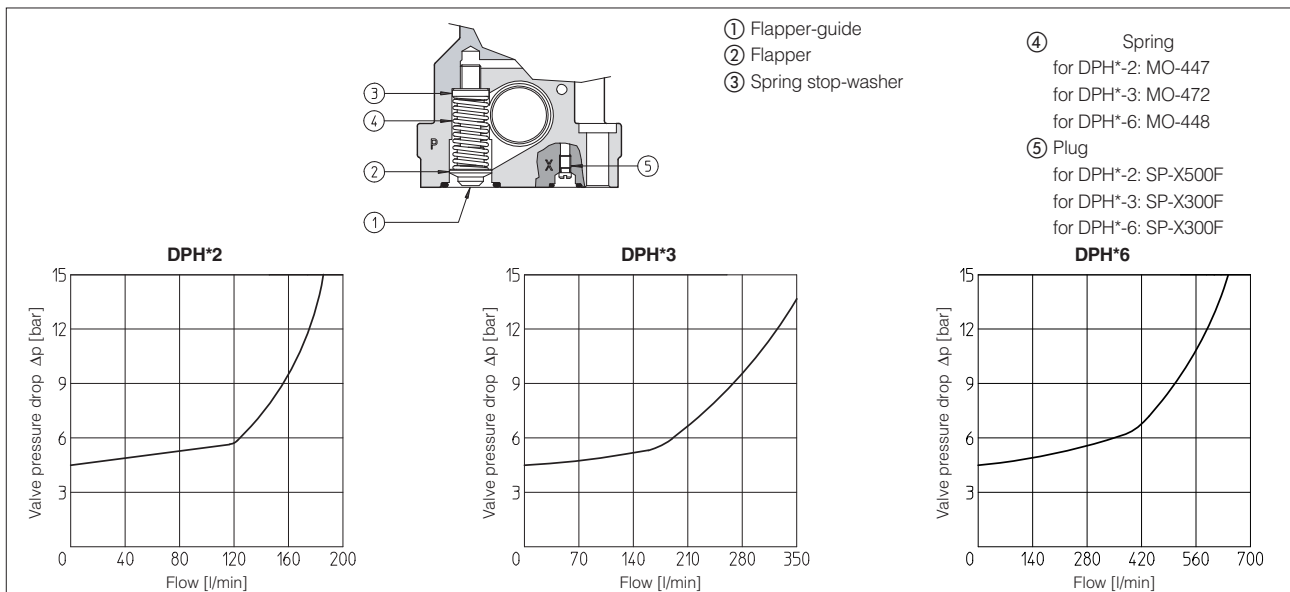 ① Flapper-guide
② Flapper
③ Spring stop-washer
④ Spring
for DPH*-2: MO-447
for DPH*-3: MO-472
for DPH*-6: MO-448
⑤ Plug
for DPH*-2: SP-X500F
for DPH*-3: SP-X300F
for DPH*-6: SP-X300F
③
④
P
②
X
⑤
①
DPH*2
Valve pressure drop Δp [bar]
15
12
9
6
3
0 40 80 120 160 200
Flow [l/min]
DPH*3
Valve pressure drop Δp [bar]
15
12
9
6
3
0 70 140 210 280 350
Flow [l/min]
DPH*6
Valve pressure drop Δp [bar]
15
12
9
6
3
0 140 280 420 560 700
Flow [l/min]